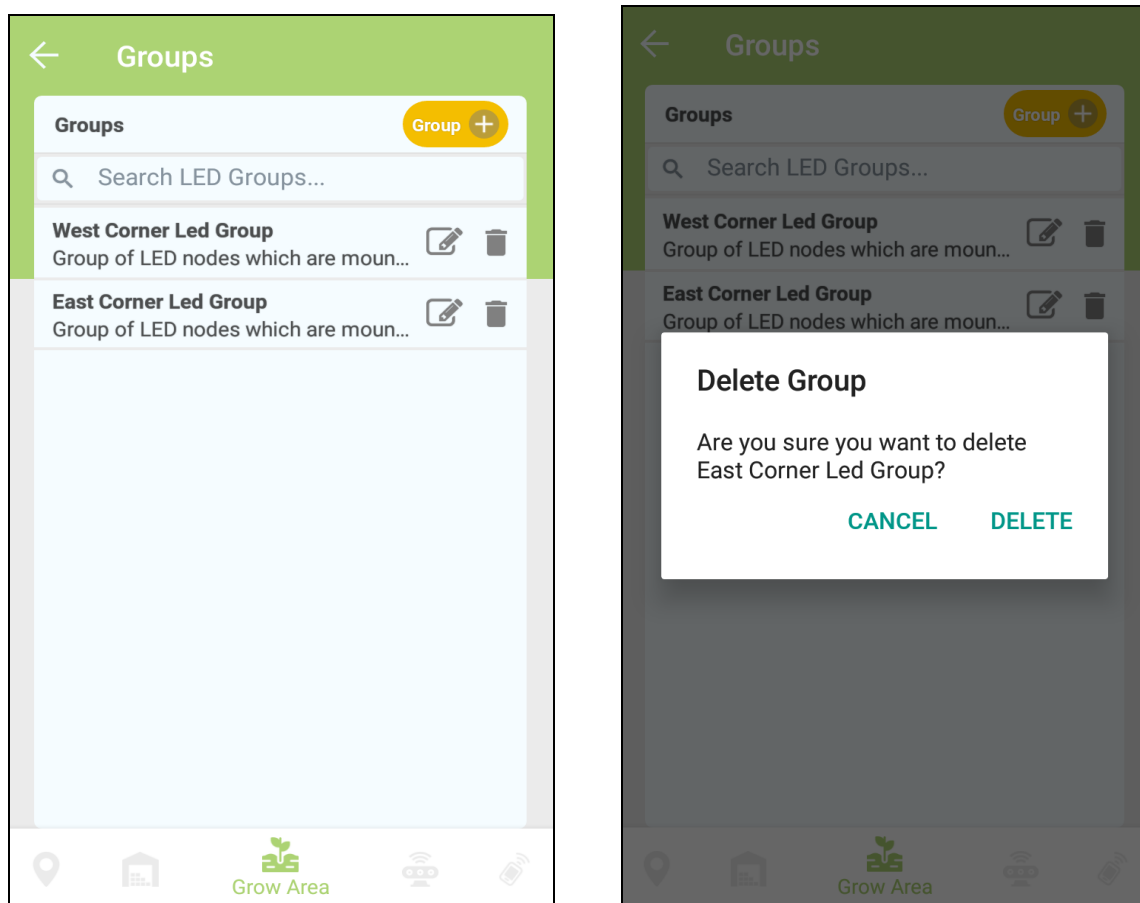 Groups
Groups
Group
Search LED Groups...
West Corner Led Group
Group of LED nodes which are moun...
East Corner Led Group
Group of LED nodes which are moun...
Grow Area
Groups
Groups
Group
Search LED Groups...
West Corner Led Group
Group of LED nodes which are moun...
East Corner Led Group
Group of LED nodes which are moun...
Delete Group
Are you sure you want to delete
East Corner Led Group?
CANCEL DELETE
Grow Area